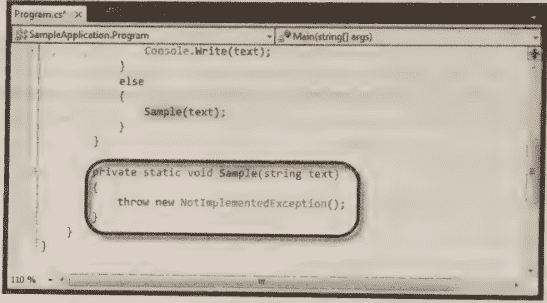 Program.cs* ×
SampleApplication.Program Main(string[] args)
Console.Write(text);
}
else
{
Sample(text);
}
}
private static void Sample(string text)
{
throw new NotImplementedException();
}
}
}
110 %